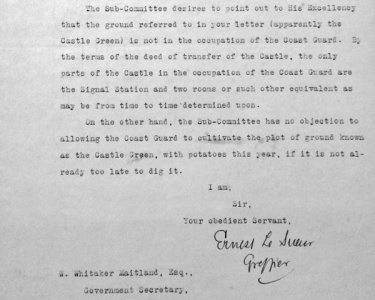 The Sub-Committee desires to point out to His Excellency
that the ground referred to in your letter (apparently the
Castle Green) is not in the occupation of the Coast Guard. By
the terms of the deed of transfer of the Castle, the only
parts of the Castle in the occupation of the Coast Guard are
the Signal Station and two rooms or such other equivalent as
may be from time to time determined upon.
On the other hand, the Sub-Committee has no objection to
allowing the Coast Guard to cultivate the plot of ground known
as the Castle Green, with potatoes this year, if it is not al-
ready too late to dig it.
I am,
Sir,
Your obedient Servant,
Ernest Le Sueur
Greffier
W. Whitaker Maitland, Esq.,
Government Secretary.